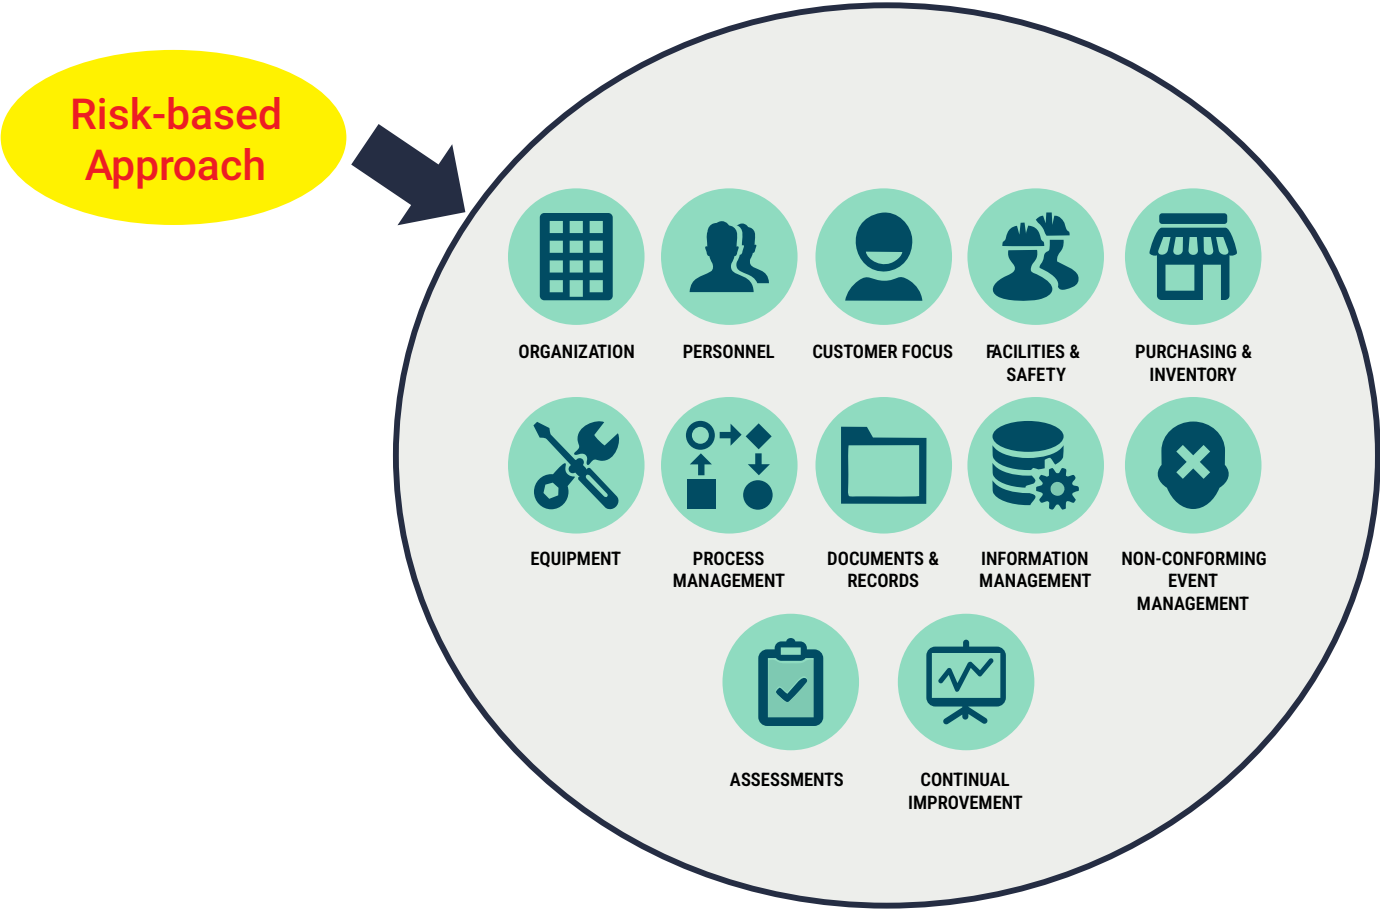 Risk-based
Approach
ORGANIZATION
PERSONNEL
CUSTOMER FOCUS
FACILITIES &
SAFETY
PURCHASING &
INVENTORY
EQUIPMENT
PROCESS
MANAGEMENT
DOCUMENTS &
RECORDS
INFORMATION
MANAGEMENT
NON-CONFORMING
EVENT
MANAGEMENT
ASSESSMENTS
CONTINUAL
IMPROVEMENT